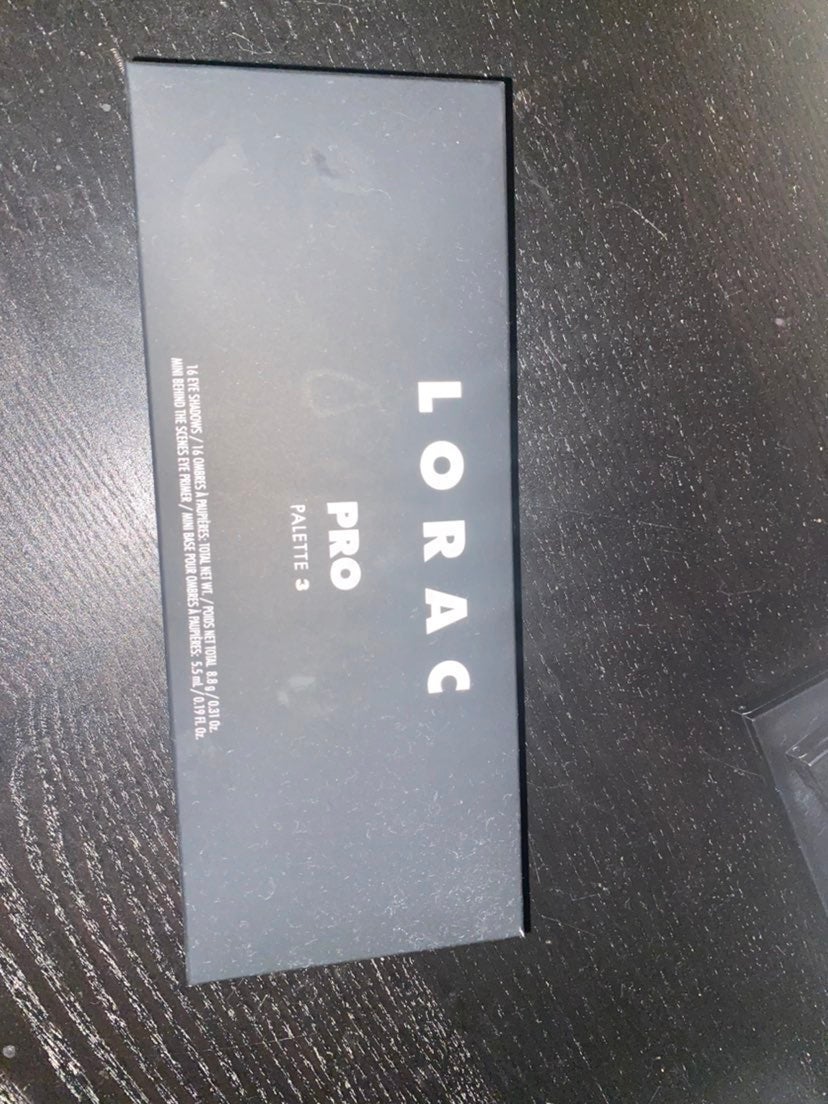 LORAC
PRO
PALETTE 3
16 EYE SHADOWS / 16 OMBRES À PAUPIÈRES: TOTAL NET WT. / POIDS NET TOTAL 8.8 g / 0.31 Oz.
MINI BEHIND THE SCENES EYE PRIMER / MINI BASE POUR OMBRES À PAUPIÈRES: 5.5 mL / 0.19 FL. Oz.